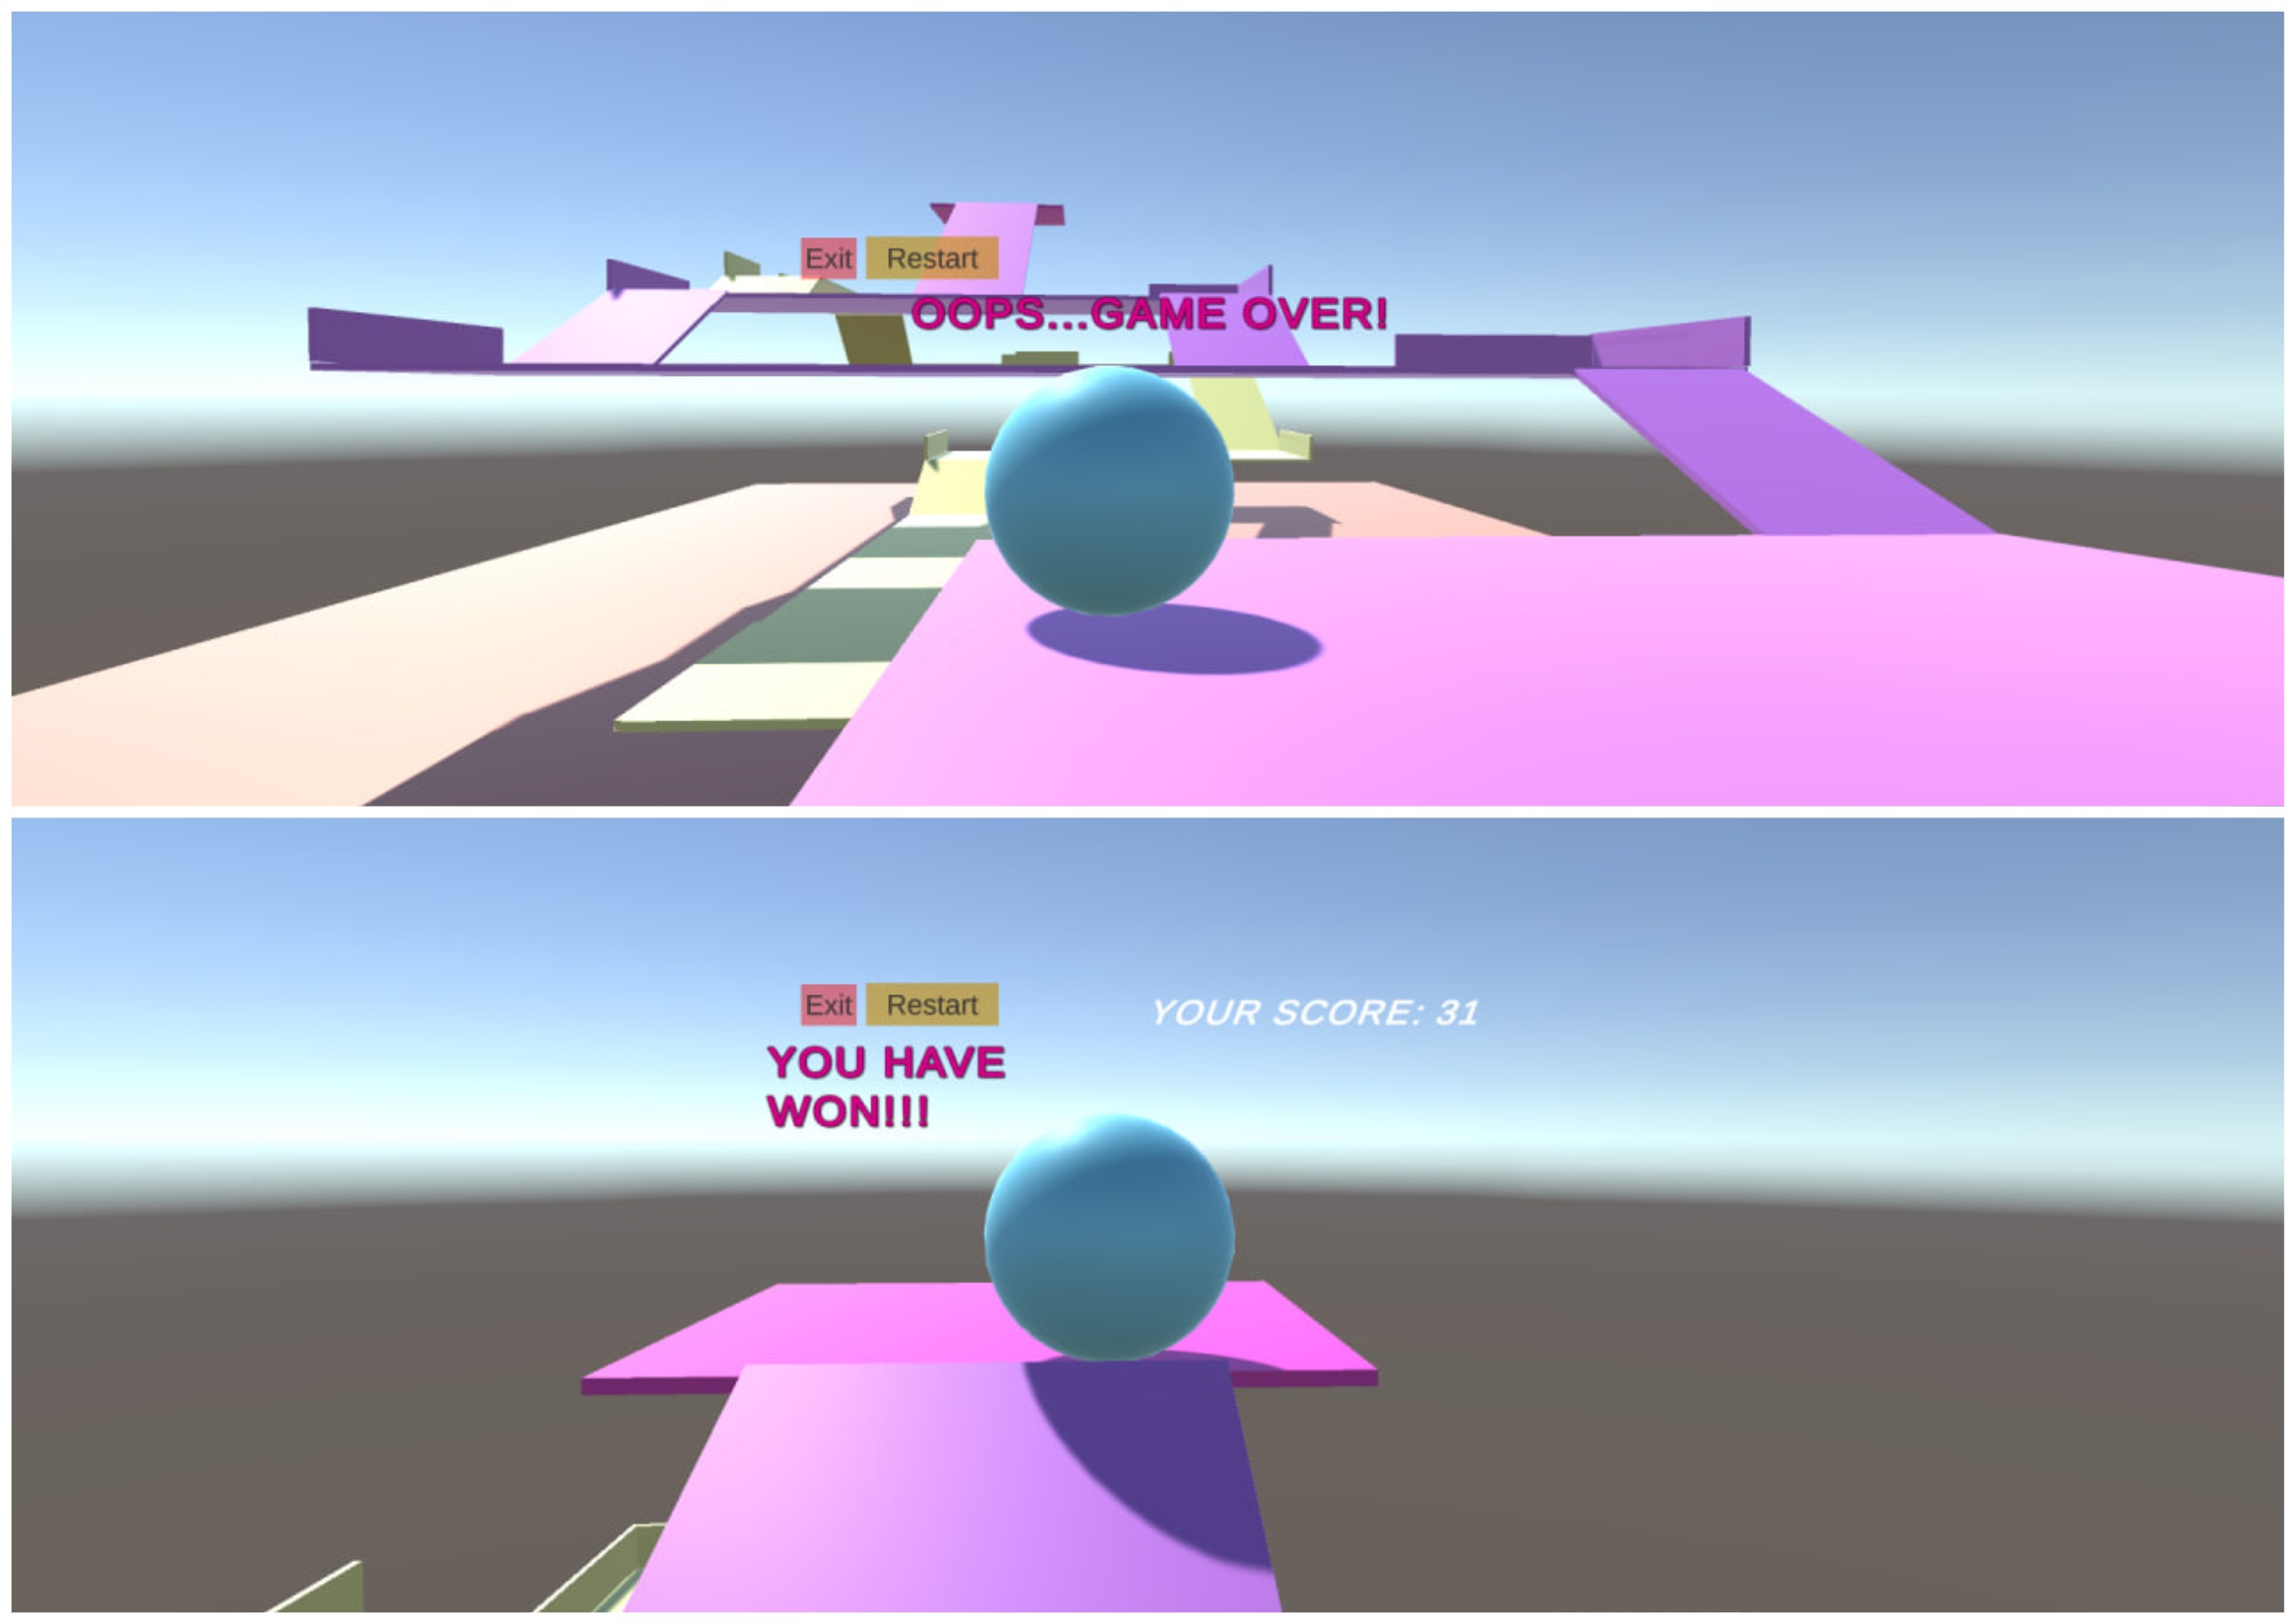 Exit Restart
OOPS...GAME OVER!
Exit Restart
YOUR SCORE: 31
YOU HAVE
WON!!!